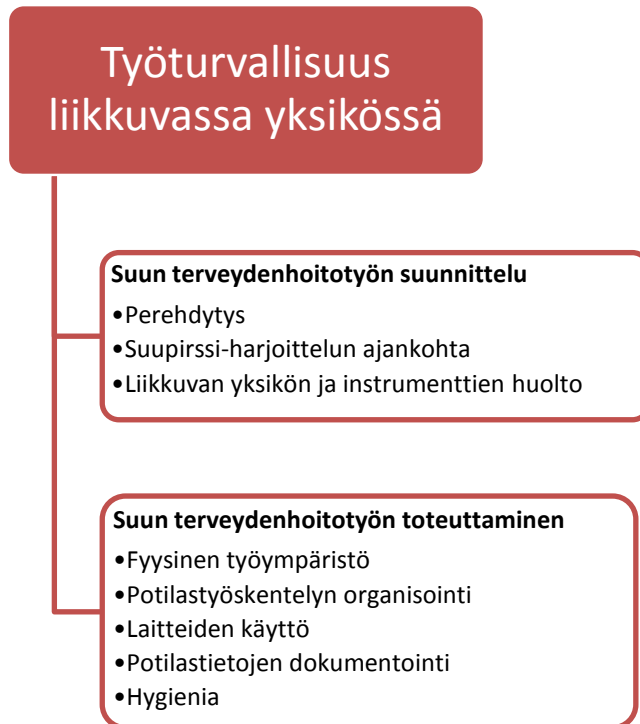 Työturvallisuus
liikkuvassa yksikössä
Suun terveydenhoitotyön suunnittelu
•Perehdytys
•Suupirssi-harjoittelun ajankohta
•Liikkuvan yksikön ja instrumenttien huolto
Suun terveydenhoitotyön toteuttaminen
•Fyysinen työympäristö
•Potilastyöskentelyn organisointi
•Laitteiden käyttö
•Potilastietojen dokumentointi
•Hygienia